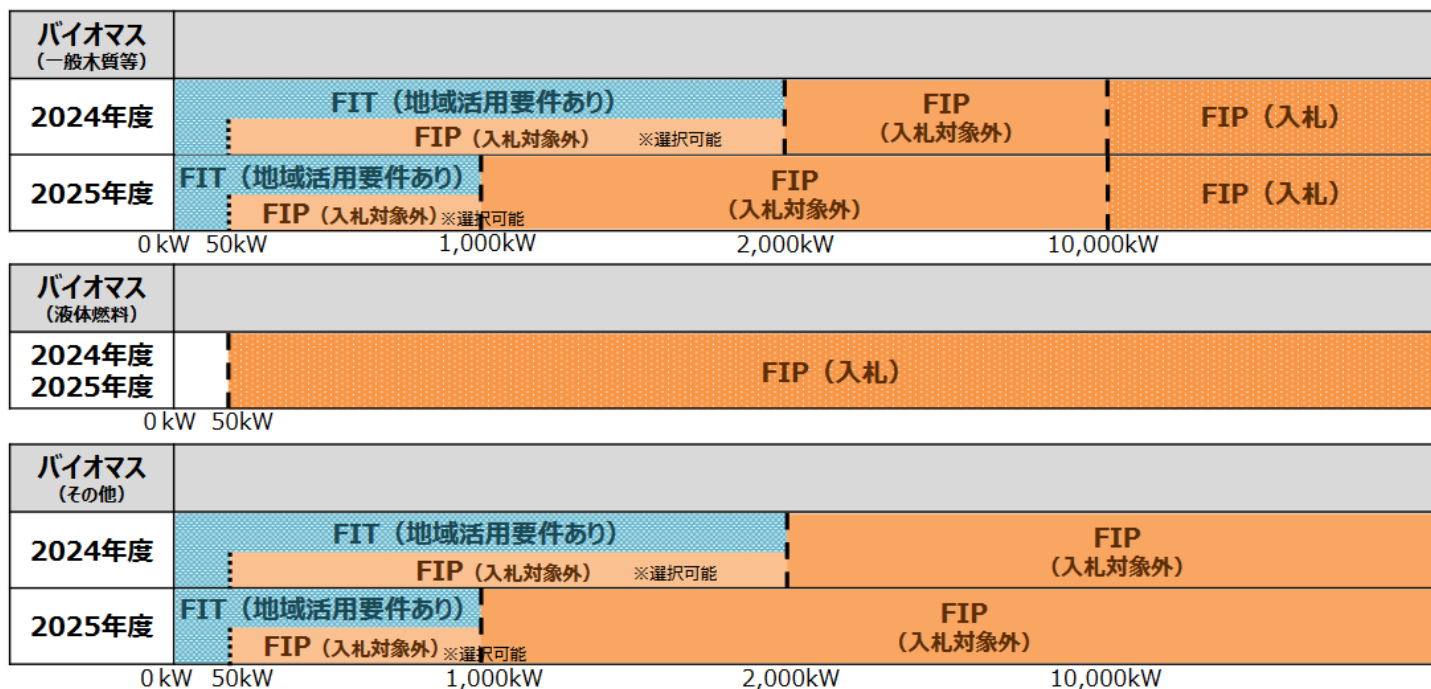 バイオマス
（一般木質等）
2024年度
FIT（地域活用要件あり）
FIP（入札対象外）　※選択可能
FIP
（入札対象外）
FIP（入札）
2025年度
FIT（地域活用要件あり）
FIP（入札対象外）※選択可能
FIP
（入札対象外）
FIP（入札）
0 kW 50kW 1,000kW 2,000kW 10,000kW
バイオマス
（液体燃料）
2024年度
2025年度
FIP（入札）
0 kW 50kW
バイオマス
（その他）
2024年度
FIT（地域活用要件あり）
FIP（入札対象外）　※選択可能
FIP
（入札対象外）
2025年度
FIT（地域活用要件あり）
FIP（入札対象外）※選択可能
FIP
（入札対象外）
0 kW 50kW 1,000kW 2,000kW 10,000kW